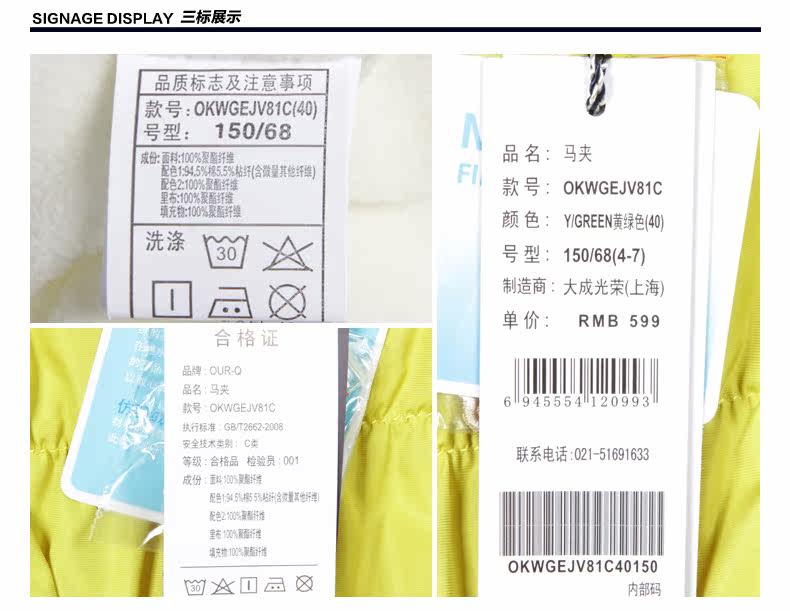 SIGNAGE DISPLAY 三标展示
品质标志及注意事项
款号:OKWGEJV81C(40)
号型: 150/68
成份:面料:100%聚酯纤维
配色1:94.5%棉5.5%粘纤(含微量其他纤维)
配色2:100%聚酯纤维
里布:100%聚酯纤维
填充物:100%聚酯纤维
洗涤
30
合格证
品牌:OUR-Q
品名:马夹
款号:OKWGEJV81C
执行标准:GB/T2662-2008
安全技术类别: C类
等级:合格品 检验员:001
成份:面料:100%聚酯纤维
配色1:94.5%棉5.5%粘纤(含微量其他纤维)
配色2:100%聚酯纤维
里布:100%聚酯纤维
填充物:100%聚酯纤维
30
品名: 马夹
款号: OKWGEJV81C
颜色: Y/GREEN黄绿色(40)
号型: 150/68(4-7)
制造商: 大成光荣(上海)
单价: RMB 599
6 945554 120993
联系电话:021-51691633
OKWGEJV81C40150
内部码